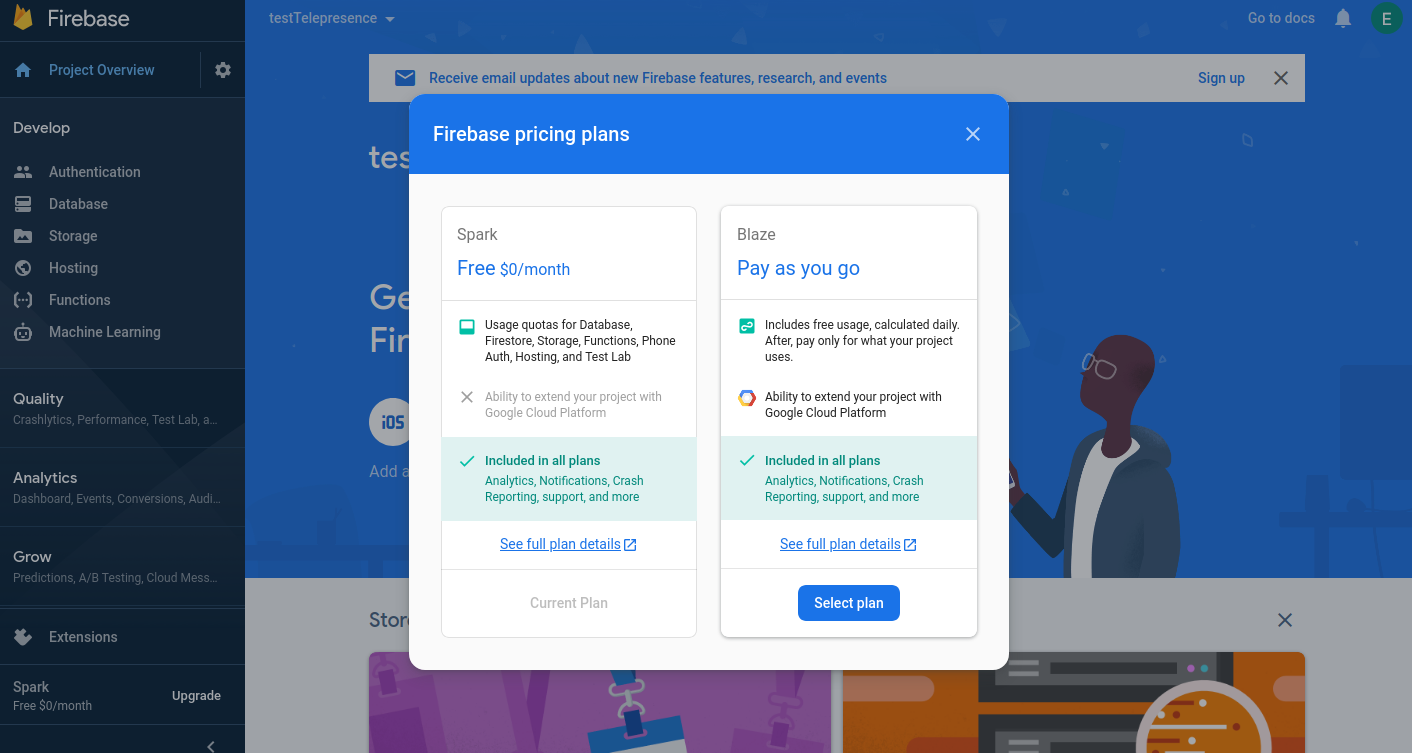 Firebase
testTelepresence
Go to docs
E
Project Overview
Receive email updates about new Firebase features, research, and events
Sign up
Develop
Authentication
Database
Storage
Hosting
Functions
Machine Learning
Quality
Crashlytics, Performance, Test Lab, a…
Analytics
Dashboard, Events, Conversions, Audi…
Grow
Predictions, A/B Testing, Cloud Mess…
Extensions
Spark
Free $0/month
Upgrade
Firebase pricing plans
Spark
Free $0/month
Usage quotas for Database,
Firestore, Storage, Functions, Phone
Auth, Hosting, and Test Lab
Ability to extend your project with
Google Cloud Platform
Included in all plans
Analytics, Notifications, Crash
Reporting, support, and more
See full plan details
Current Plan
Blaze
Pay as you go
Includes free usage, calculated daily.
After, pay only for what your project
uses.
Ability to extend your project with
Google Cloud Platform
Included in all plans
Analytics, Notifications, Crash
Reporting, support, and more
See full plan details
Select plan
iOS
Add